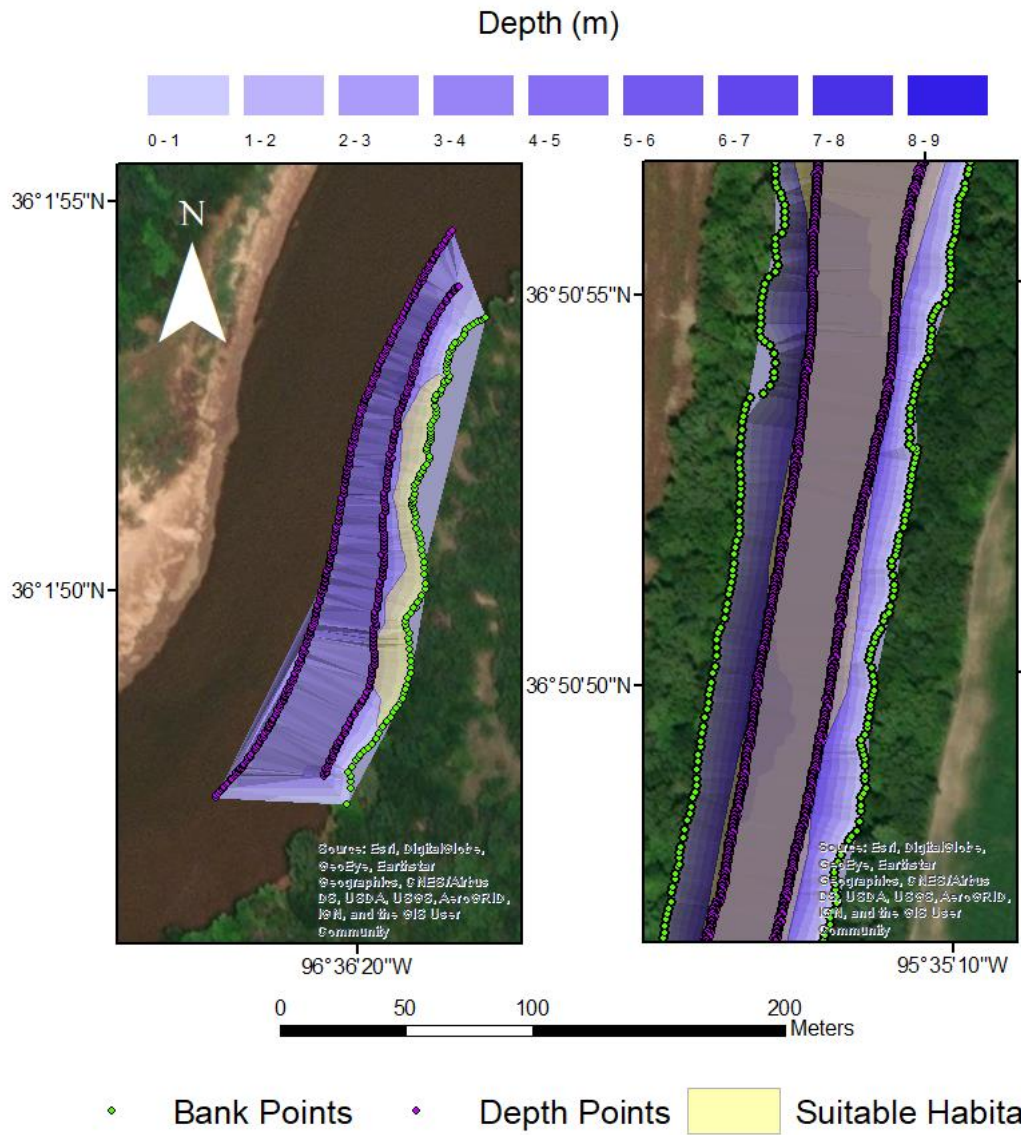 Depth (m)
0 - 1 1 - 2 2 - 3 3 - 4 4 - 5 5 - 6 6 - 7 7 - 8 8 - 9
36°1'55"N
N
36°50'55"N
36°1'50"N
36°50'50"N
Source: Esri, DigitalGlobe,
GeoEye, Earthstar
Geographics, CNES/Airbus
DS, USDA, USGS, AeroGRID,
IGN, and the GIS User
Community
Source: Esri, DigitalGlobe,
GeoEye, Earthstar
Geographics, CNES/Airbus
DS, USDA, USGS, AeroGRID,
IGN, and the GIS User
Community
96°36'20"W
95°35'10"W
0 50 100 200
Meters
Bank Points Depth Points Suitable Habita